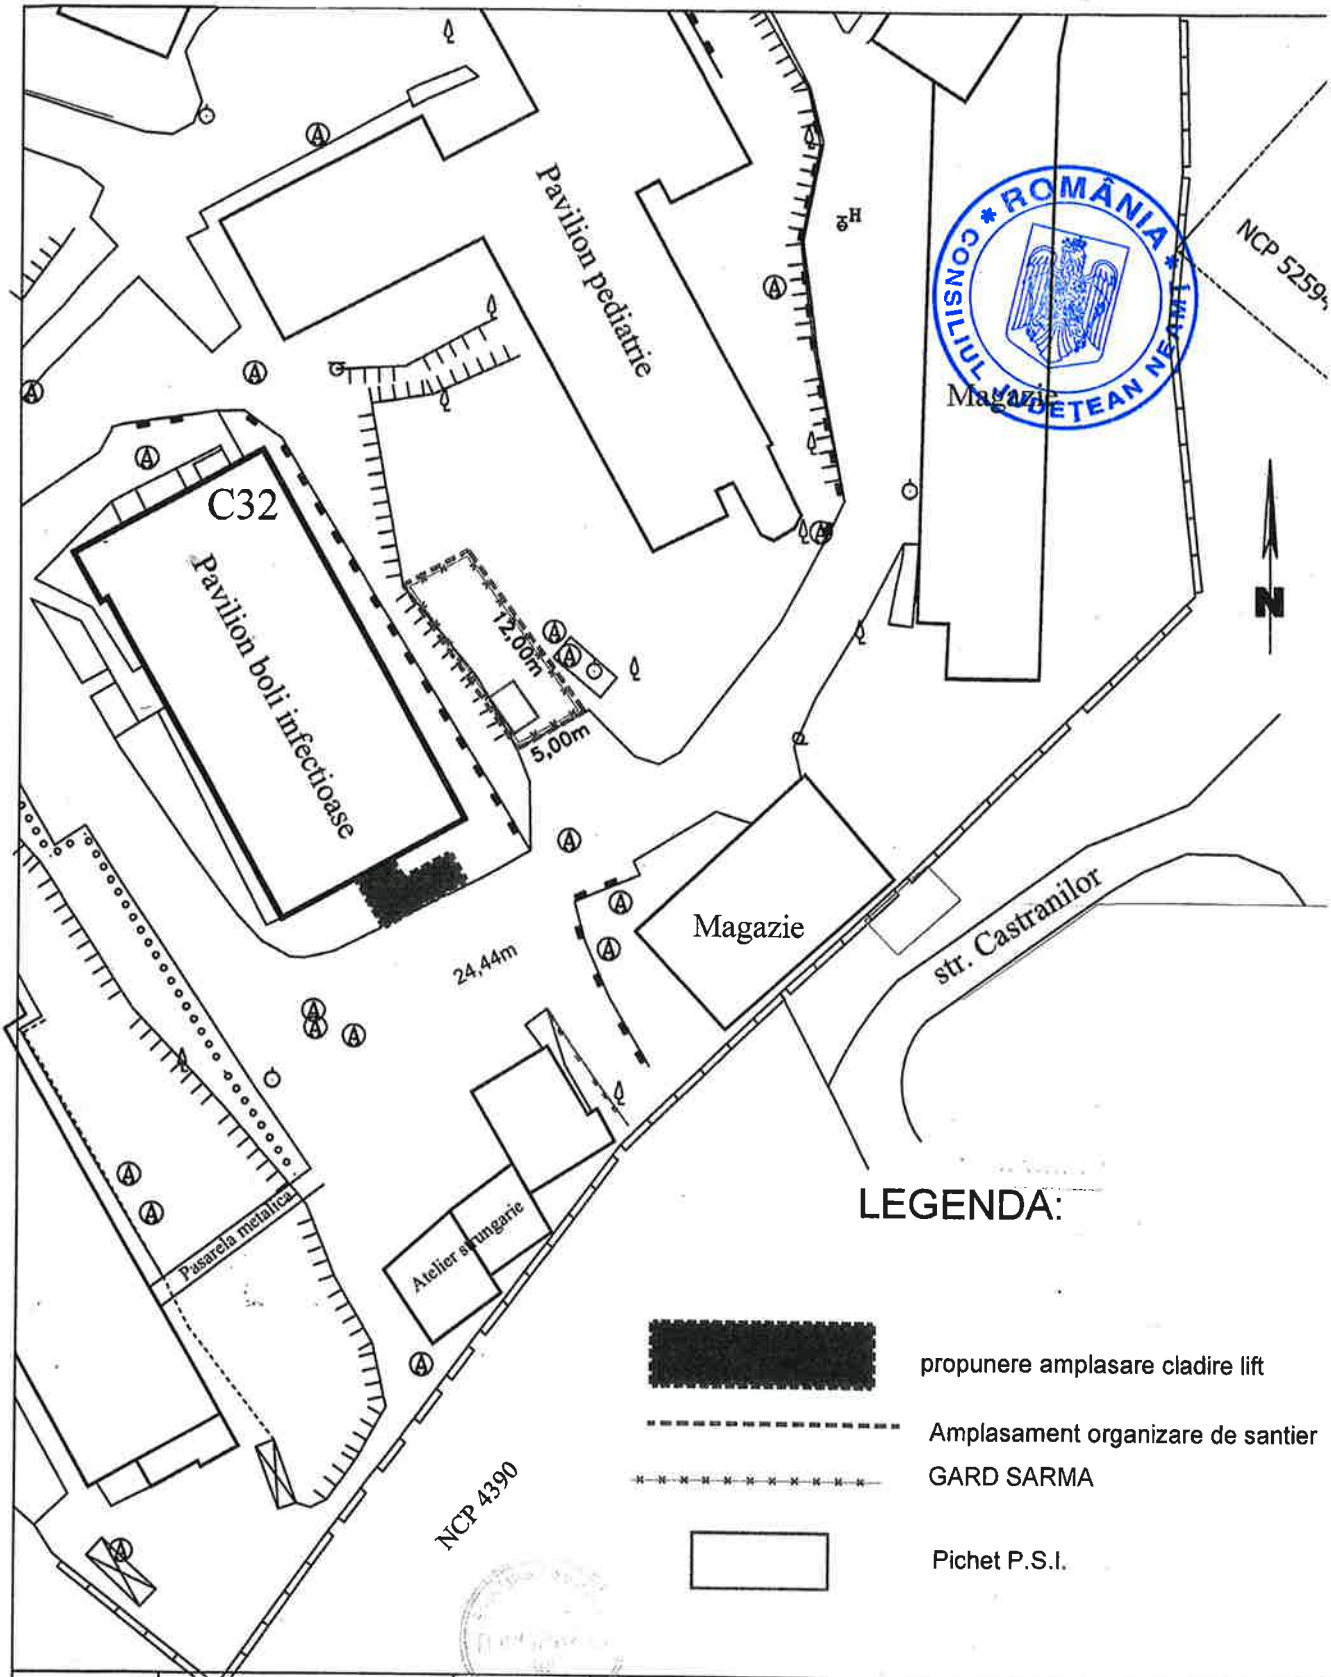 Pavilion pediatrie
H
* ROMÂNIA *
CONSILIUL JUDEȚEAN NEAMȚ
NCP 5259
Magazie
C32
Pavilion boli infectioase
12,00m
5,00m
N
Magazie
24,44m
str. Castranilor
Pasarela metalica
Atelier strungarie
NCP 4390
LEGENDA:
propunere amplasare cladire lift
Amplasament organizare de santier
GARD SARMA
Pichet P.S.I.